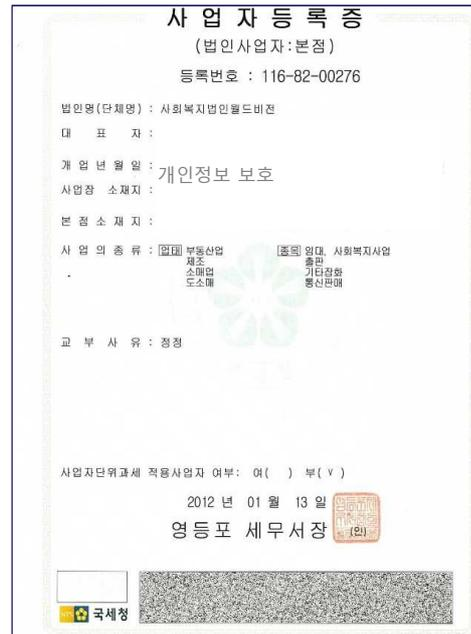 사 업 자 등 록 증
(법인사업자:본점)
등록번호 : 116-82-00276
법인명(단체명) : 사회복지법인월드비전
대 표 자 :
개 업 년 월 일 :
개인정보 보호
사업장 소재지 :
본 점 소 재 지 :
사 업 의 종 류 : 업태 부동산업 종목 임대, 사회복지사업
제조 출판
소매업 기타잡화
도소매 통신판매
교 부 사 유 : 정정
사업자단위과세 적용사업자 여부: 여( ) 부( v )
2012 년 01 월 13 일
영등포 세무서장 (인)
NTS 국세청